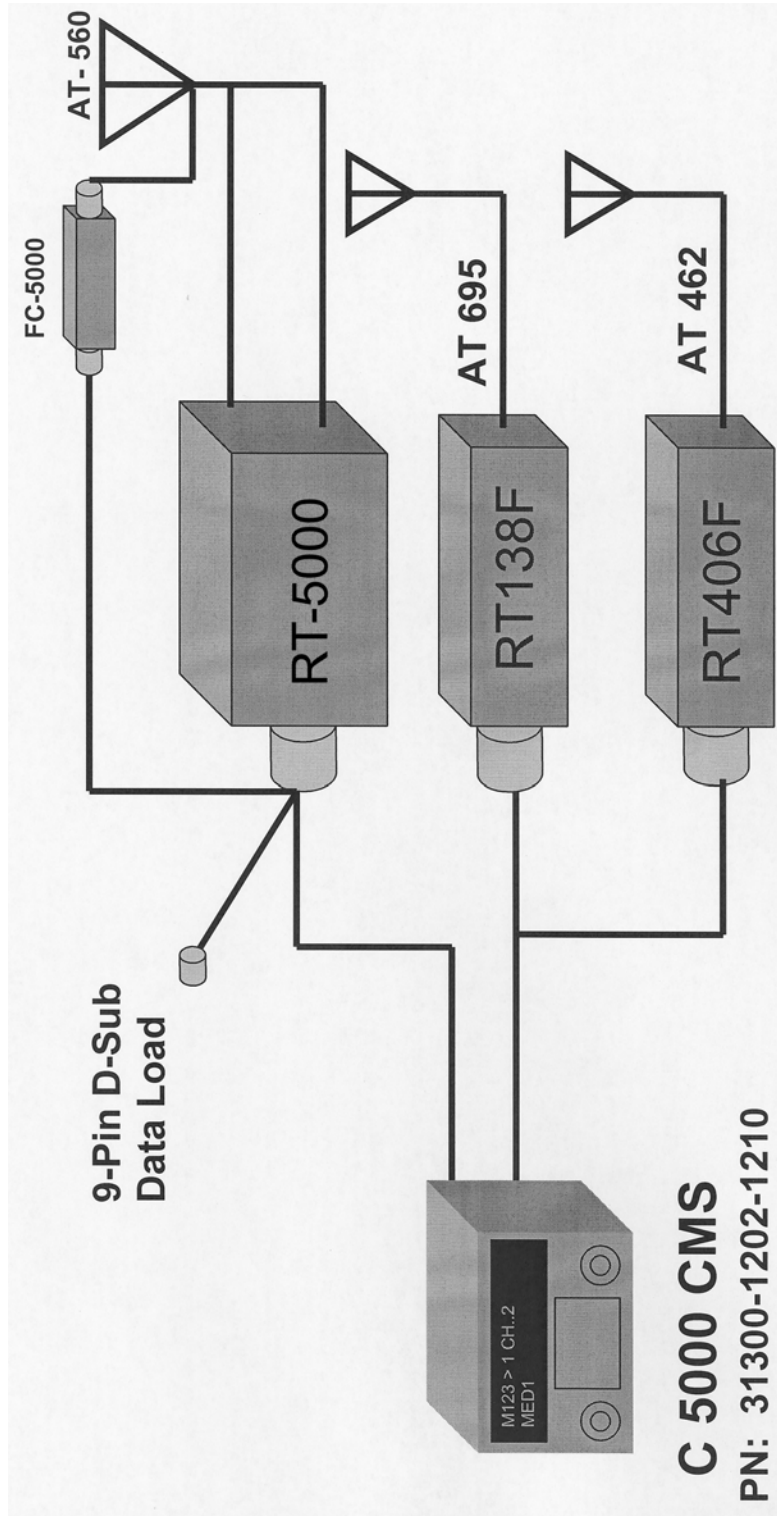 AT- 560
FC-5000
RT-5000
AT 695
RT138F
AT 462
RT406F
9-Pin D-Sub
Data Load
M123 > 1 CH..2
MED1
C 5000 CMS
PN: 31300-1202-1210